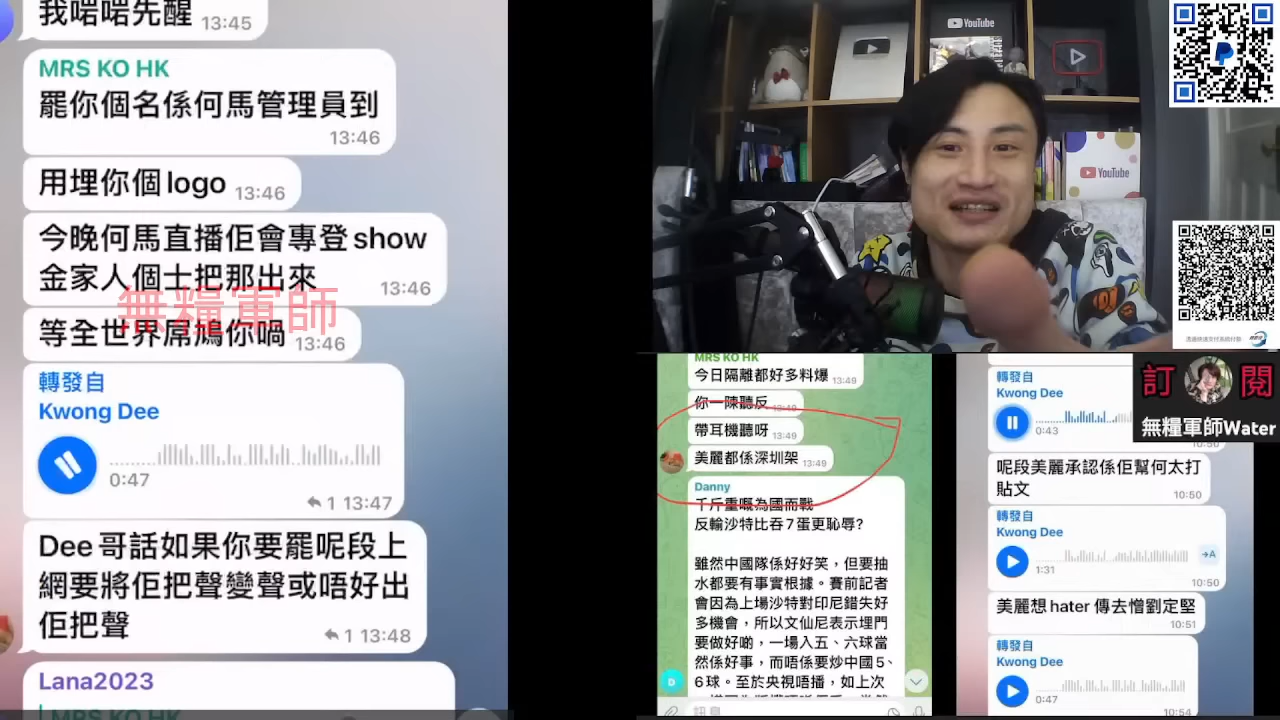 我啱啱先醒 13:45
MRS KO HK
罷你個名係何馬管理員到
13:46
用埋你個logo 13:46
今晚何馬直播佢會專登show
金家人個士把那出來 13:46
等全世界屌鳩你喎 13:46
無糧軍師
轉發自
Kwong Dee
0:47
1 13:47
Dee哥話如果你要罷呢段上
網要將佢把聲變聲或唔好出
佢把聲
1 13:48
Lana2023
MRS KO HK
YouTube
YouTube
MRS KO HK
今日隔離都好多料爆 13:49
你一陳聽反 13:49
帶耳機聽呀 13:49
美麗都係深圳架 13:49
Danny
千斤重嘅為國而戰
反輸沙特比吞7蛋更恥辱?
雖然中國隊係好好笑，但要抽
水都要有事實根據。賽前記者
會因為上場沙特對印尼錯失好
多機會，所以文仙尼表示埋門
要做好啲，一場入五、六球當
然係好事，而唔係要炒中國5、
6球。至於央視唔播，如上次
D
轉發自
Kwong Dee
0:43
10:50
訂閱
無糧軍師Water
呢段美麗承認係佢幫何太打
貼文 10:50
轉發自
Kwong Dee
1:31
→A
10:50
美麗想hater傳去憎劉定堅
10:51
轉發自
Kwong Dee
0:47
10:54